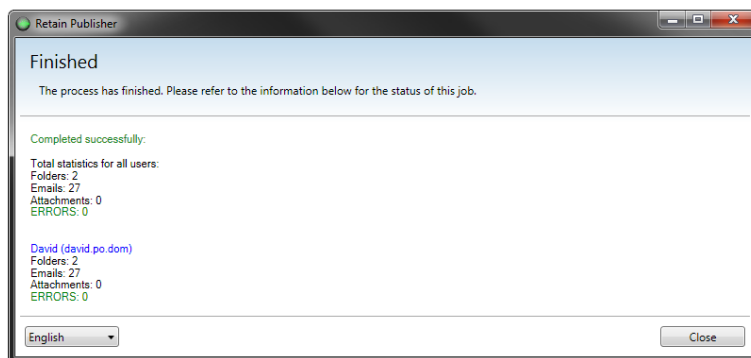 Retain Publisher
Finished
The process has finished. Please refer to the information below for the status of this job.
Completed successfully:
Total statistics for all users:
Folders: 2
Emails: 27
Attachments: 0
ERRORS: 0
David (david.po.dom)
Folders: 2
Emails: 27
Attachments: 0
ERRORS: 0
English
Close